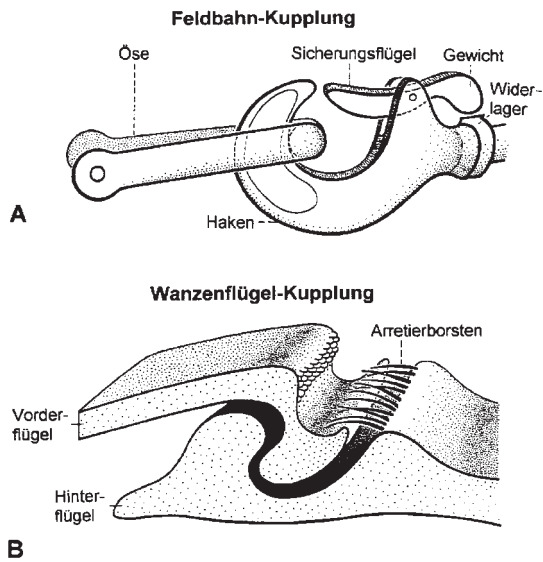 Feldbahn-Kupplung
Öse
Sicherungsflügel
Gewicht
Wider-
lager
Haken
A
Wanzenflügel-Kupplung
Arretierborsten
Vorder-
flügel
Hinter-
flügel
B